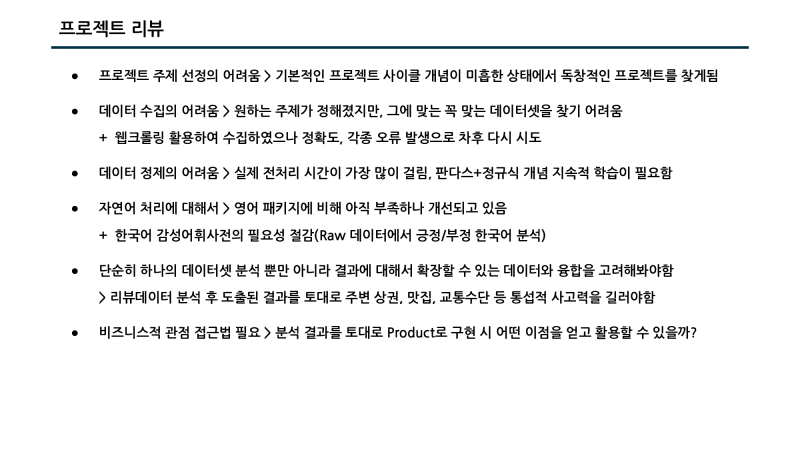 프로젝트 리뷰
● 프로젝트 주제 선정의 어려움 > 기본적인 프로젝트 사이클 개념이 미흡한 상태에서 독창적인 프로젝트를 찾게됨
● 데이터 수집의 어려움 > 원하는 주제가 정해졌지만, 그에 맞는 꼭 맞는 데이터셋을 찾기 어려움
+ 웹크롤링 활용하여 수집하였으나 정확도, 각종 오류 발생으로 차후 다시 시도
● 데이터 정제의 어려움 > 실제 전처리 시간이 가장 많이 걸림, 판다스+정규식 개념 지속적 학습이 필요함
● 자연어 처리에 대해서 > 영어 패키지에 비해 아직 부족하나 개선되고 있음
+ 한국어 감성어휘사전의 필요성 절감(Raw 데이터에서 긍정/부정 한국어 분석)
● 단순히 하나의 데이터셋 분석 뿐만 아니라 결과에 대해서 확장할 수 있는 데이터와 융합을 고려해봐야함
> 리뷰데이터 분석 후 도출된 결과를 토대로 주변 상권, 맛집, 교통수단 등 통섭적 사고력을 길러야함
● 비즈니스적 관점 접근법 필요 > 분석 결과를 토대로 Product로 구현 시 어떤 이점을 얻고 활용할 수 있을까?